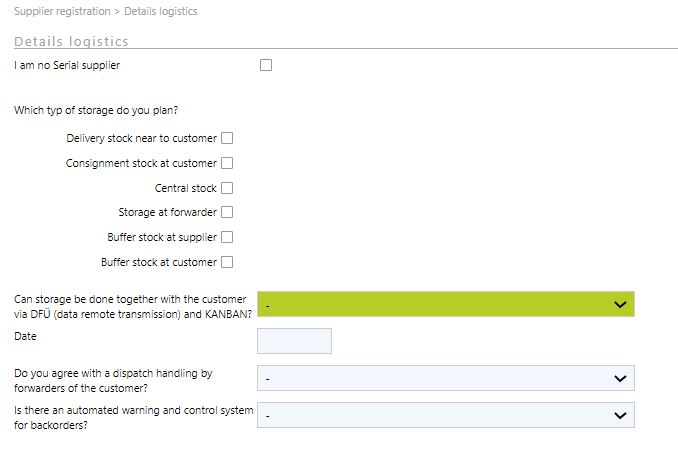 Supplier registration > Details logistics
Details logistics
I am no Serial supplier
Which typ of storage do you plan?
Delivery stock near to customer
Consignment stock at customer
Central stock
Storage at forwarder
Buffer stock at supplier
Buffer stock at customer
Can storage be done together with the customer
via DFÜ (data remote transmission) and KANBAN?
-
Date
Do you agree with a dispatch handling by
forwarders of the customer?
-
Is there an automated warning and control system
for backorders?
-